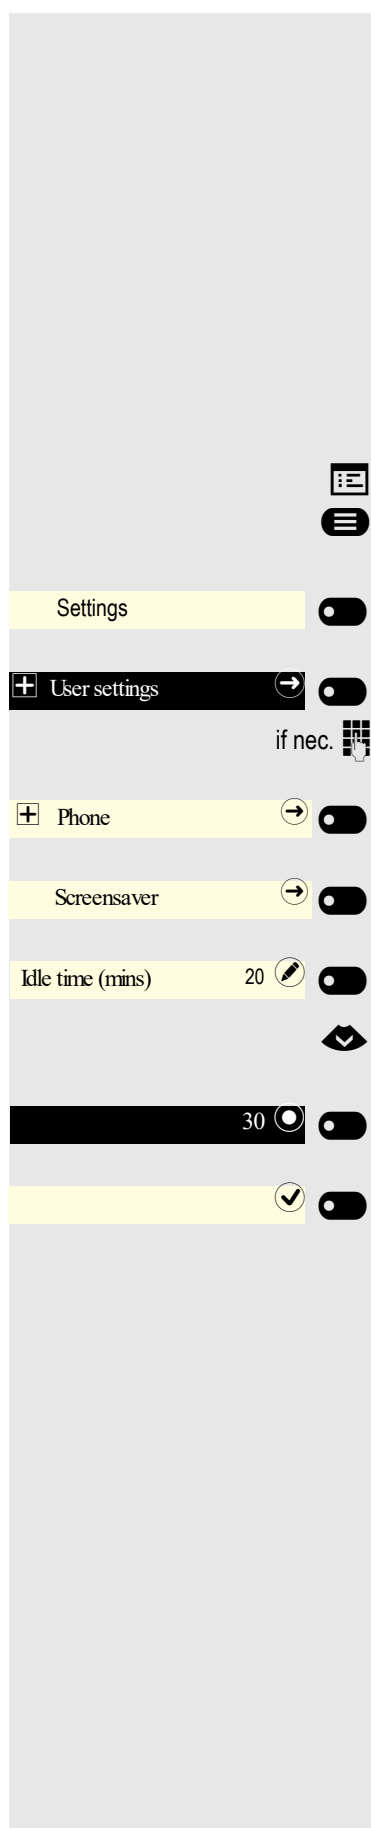 Settings
User settings
if nec.
Phone
Screensaver
Idle time (mins) 20
30